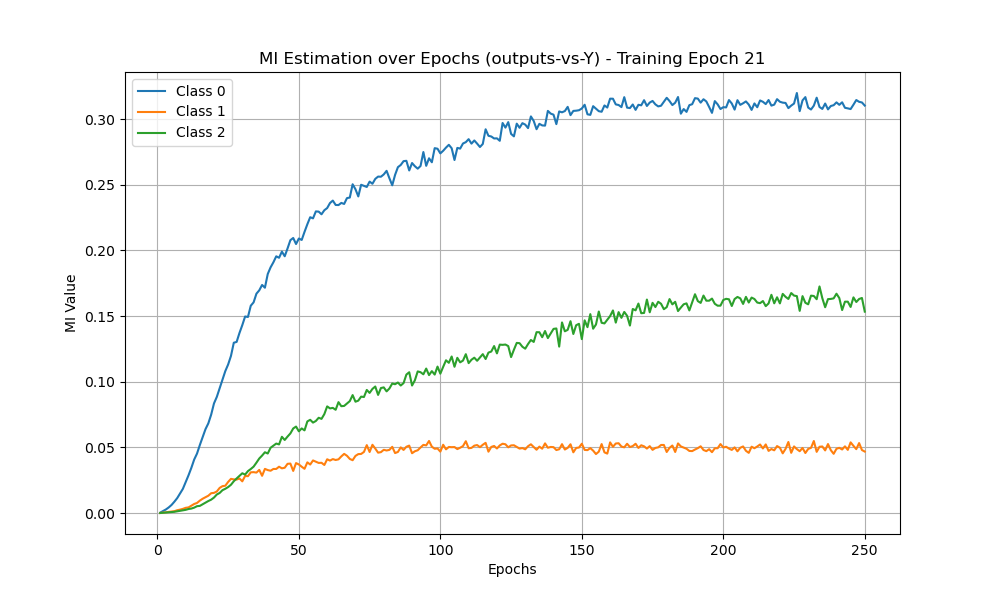 MI Estimation over Epochs (outputs-vs-Y) - Training Epoch 21
Class 0
Class 1
Class 2
MI Value
0.30
0.25
0.20
0.15
0.10
0.05
0.00
0 50 100 150 200 250
Epochs